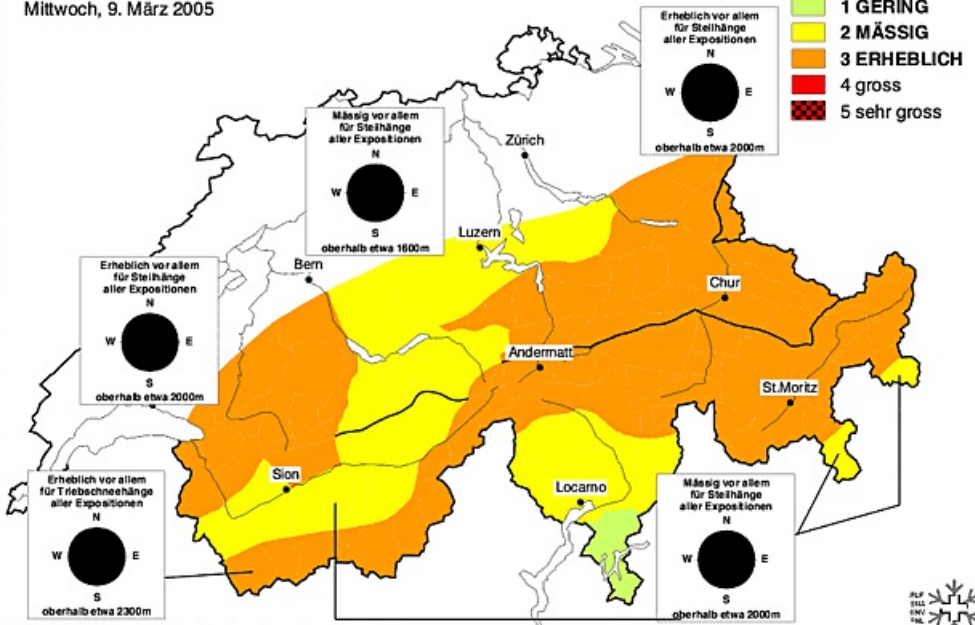 Mittwoch, 9. März 2005
1 GERING
2 MÄSSIG
3 ERHEBLICH
4 gross
5 sehr gross
Erheblich vor allem
für Steilhänge
aller Expositionen
N
W E
S
oberhalb etwa 2000m
Mässig vor allem
für Steilhänge
aller Expositionen
N
W E
S
oberhalb etwa 1600m
Zürich
Luzern
Bern
Erheblich vor allem
für Steilhänge
aller Expositionen
N
W E
S
oberhalb etwa 2000m
Chur
Andermatt
St.Moritz
Sion
Locarno
Erheblich vor allem
für Triebschneehänge
aller Expositionen
N
W E
S
oberhalb etwa 2300m
Mässig vor allem
für Steilhänge
aller Expositionen
N
W E
S
oberhalb etwa 2000m
SLF